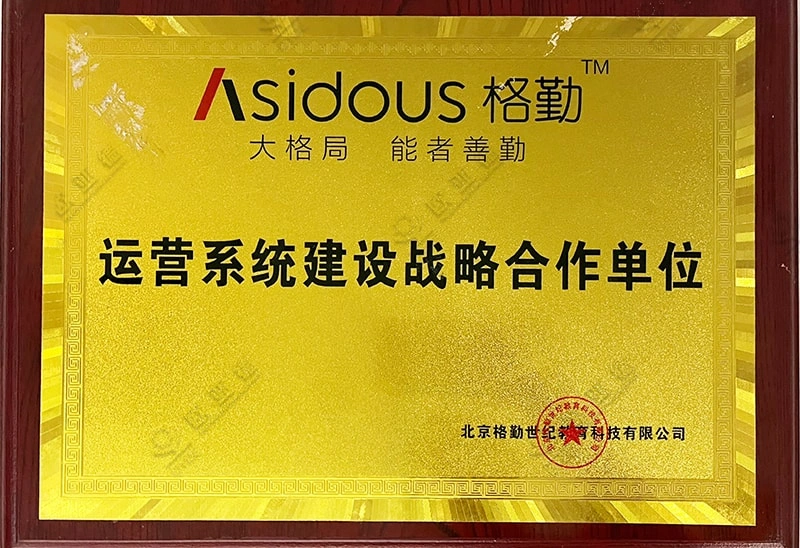 Asidous 格勤™
大格局 能者善勤
运营系统建设战略合作单位
北京格勤世纪教育科技有限公司